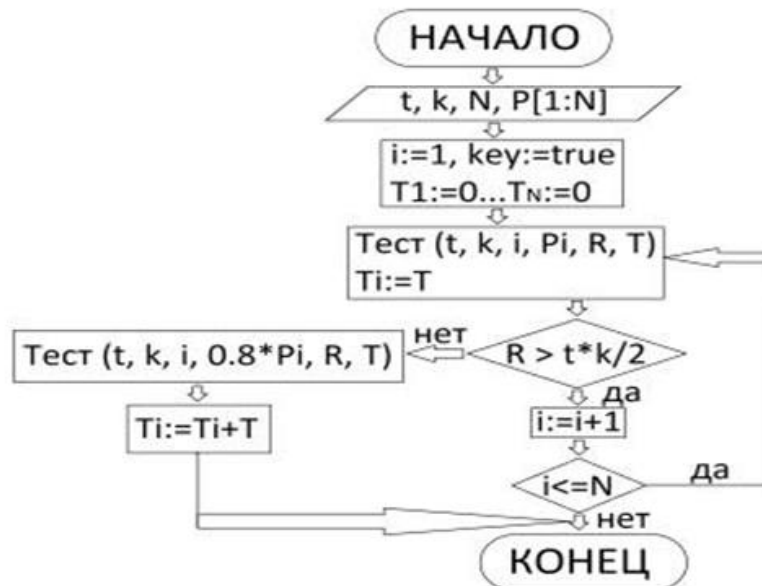 НАЧАЛО
t, k, N, P[1:N]
i:=1, key:=true
T1:=0...TN:=0
Тест (t, k, i, Pi, R, T)
Ti:=T
R > t*k/2
нет
Тест (t, k, i, 0.8*Pi, R, T)
Ti:=Ti+T
да
i:=i+1
i<=N
да
нет
КОНЕЦ